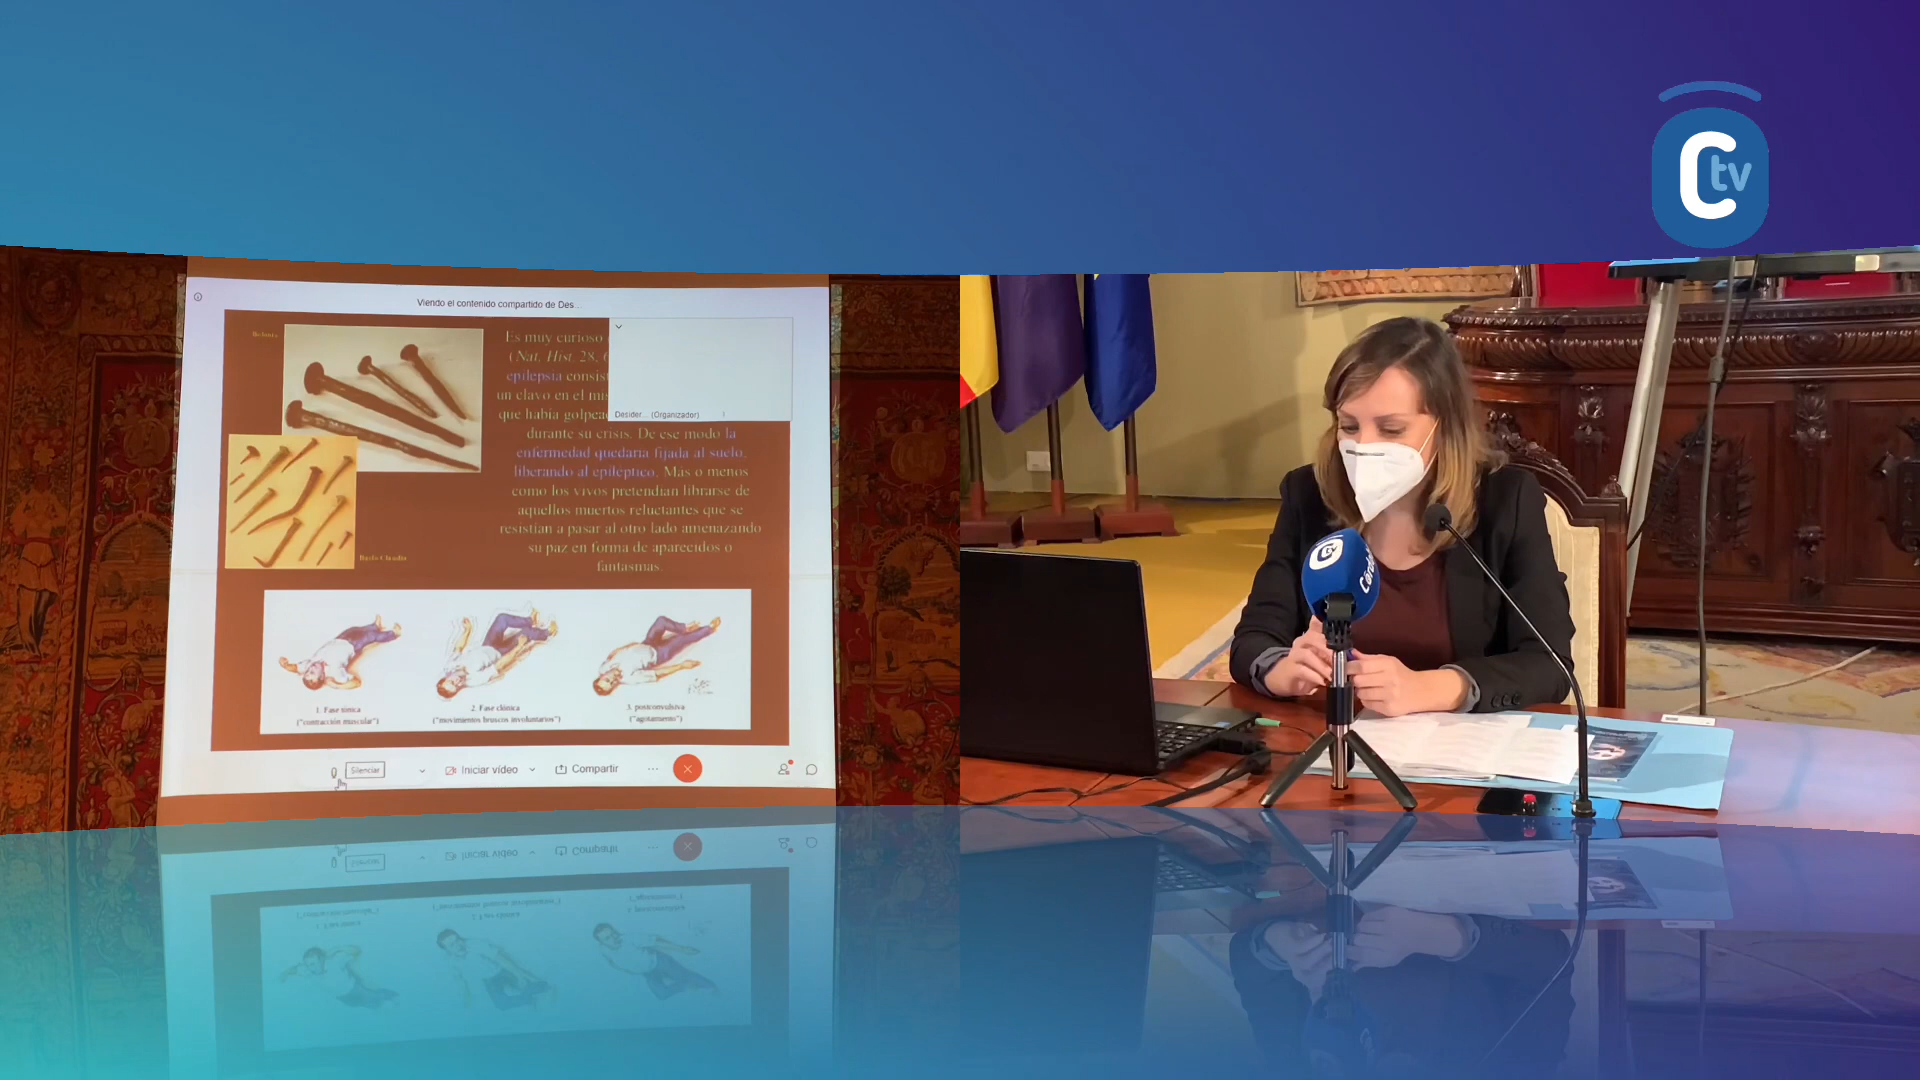 C tv
Viendo el contenido compartido de Des...
Es muy curioso
(Nat. Hist. 28,
epilepsia consist
un clavo en el mis
que había golpea
Desider... (Organizador)
durante su crisis. De ese modo la
enfermedad quedaría fijada al suelo,
liberando al epiléptico. Más o menos
como los vivos pretendían librarse de
aquellos muertos reluctantes que se
resistían a pasar al otro lado amenazando
su paz en forma de aparecidos o
fantasmas.
Baelo Claudia
1. Fase tónica
("contracción muscular")
2. Fase clónica
("movimientos bruscos involuntarios")
3. postconvulsiva
("agotamiento")
Silenciar
Iniciar vídeo
Compartir
C tv